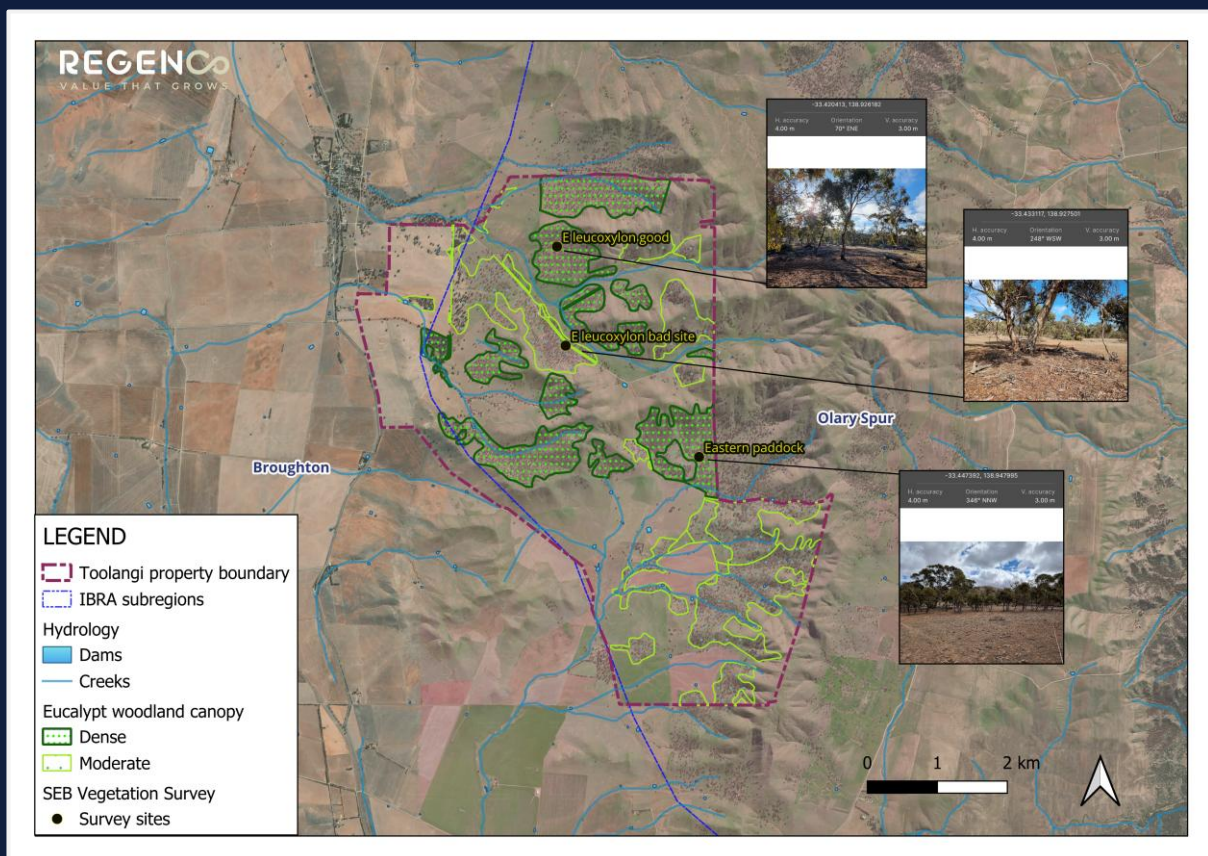 REGENCO
VALUE THAT GROWS
-33.420413, 138.926182
H. accuracy Orientation V. accuracy
4.00 m 70° ENE 3.00 m
E leucoxylon good
-33.433117, 138.927501
H. accuracy Orientation V. accuracy
4.00 m 248° WSW 3.00 m
E leucoxylon bad site
Olary Spur
Eastern paddock
Broughton
-33.447392, 138.947995
H. accuracy Orientation V. accuracy
4.00 m 348° NNW 3.00 m
LEGEND
Toolangi property boundary
IBRA subregions
Hydrology
Dams
Creeks
Eucalypt woodland canopy
Dense
Moderate
SEB Vegetation Survey
Survey sites
0 1 2 km